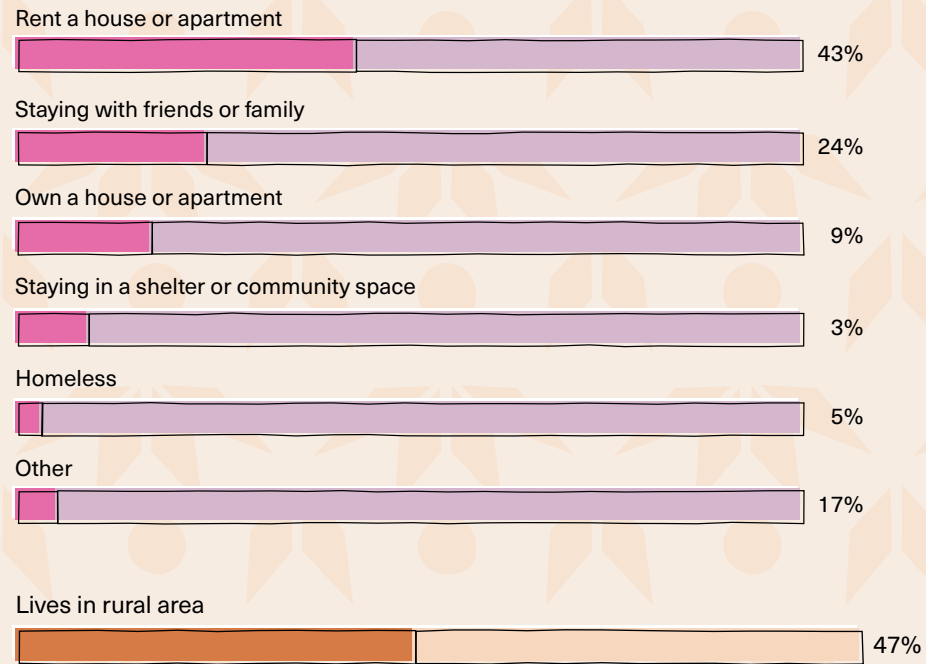 Rent a house or apartment
43%
Staying with friends or family
24%
Own a house or apartment
9%
Staying in a shelter or community space
3%
Homeless
5%
Other
17%
Lives in rural area
47%